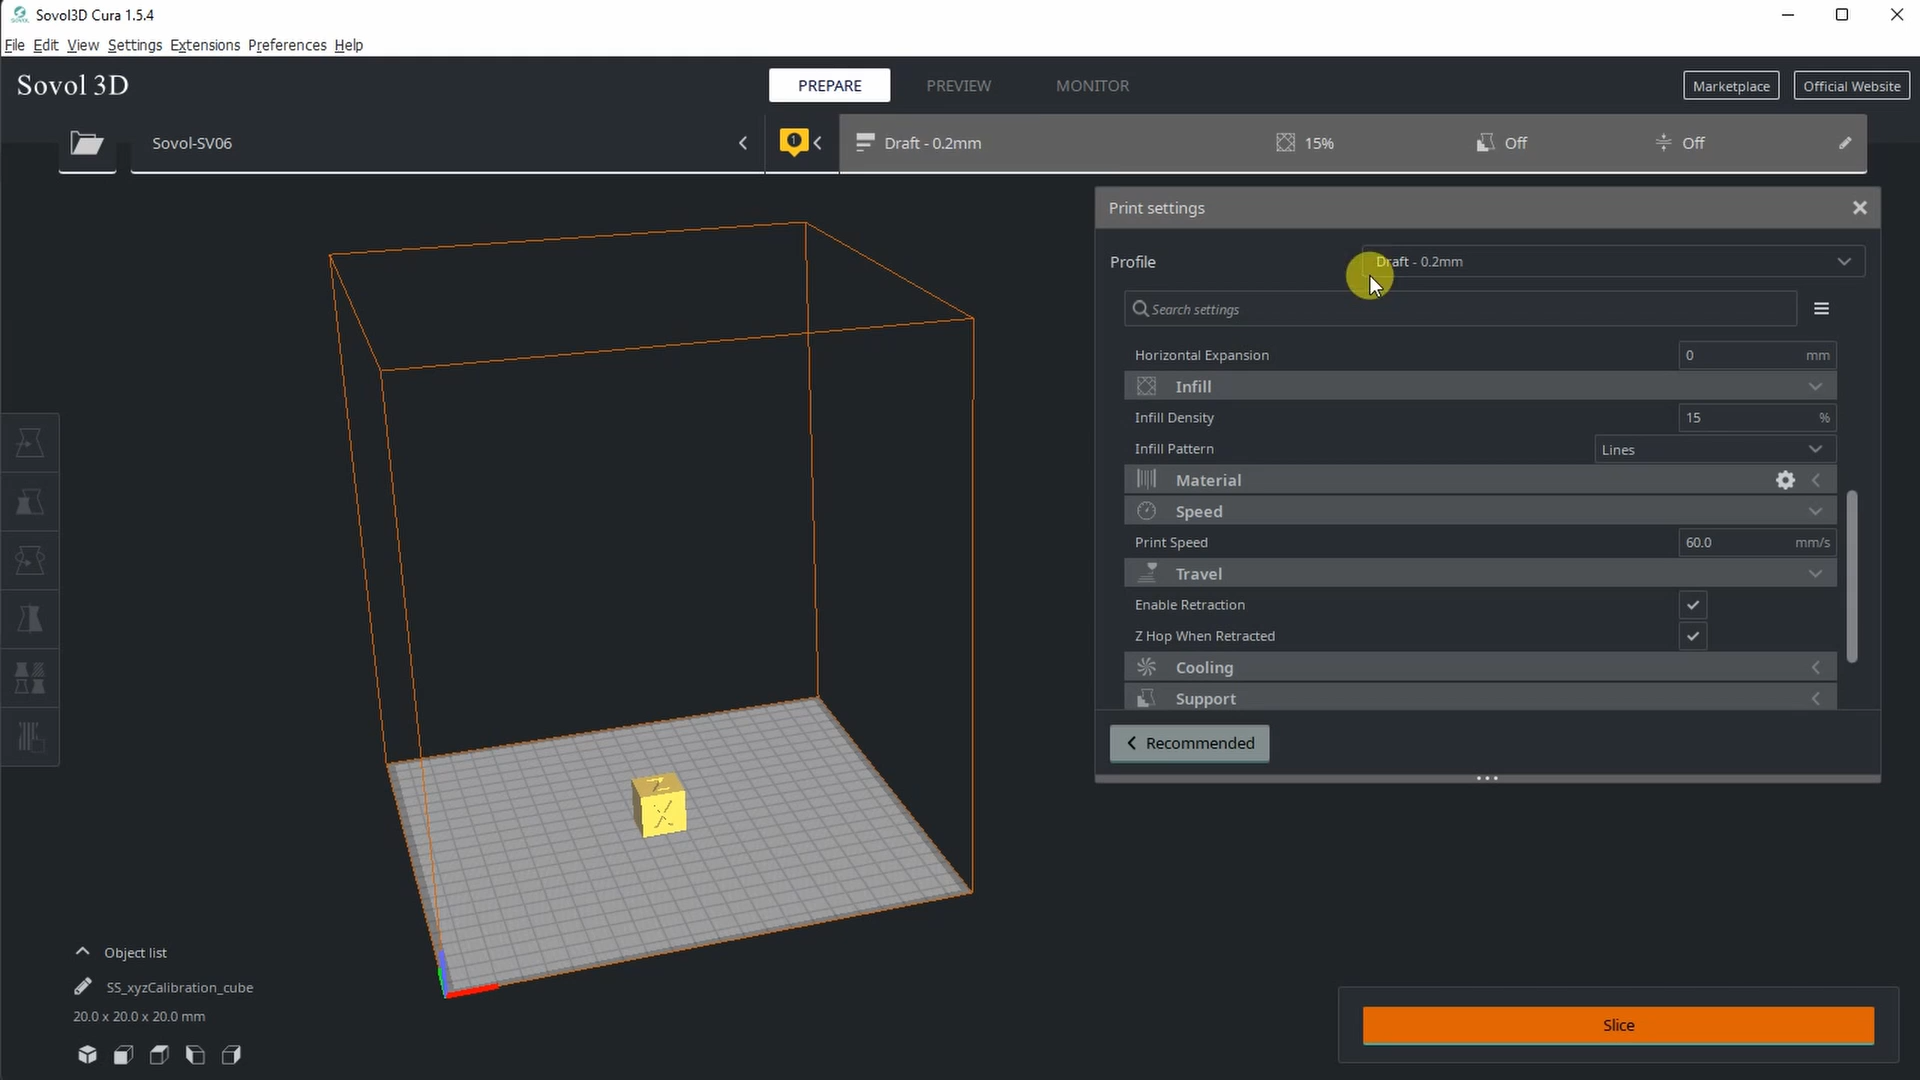 Sovol3D Cura 1.5.4
File Edit View Settings Extensions Preferences Help
Sovol 3D
PREPARE
PREVIEW
MONITOR
Marketplace
Official Website
Sovol-SV06
1
Draft - 0.2mm
15%
Off
Off
Print settings
Profile
Draft - 0.2mm
Search settings
Horizontal Expansion
0 mm
Infill
Infill Density
15 %
Infill Pattern
Lines
Material
Speed
Print Speed
60.0 mm/s
Travel
Enable Retraction
Z Hop When Retracted
Cooling
Support
Recommended
Z
X
Object list
SS_xyzCalibration_cube
20.0 x 20.0 x 20.0 mm
Slice